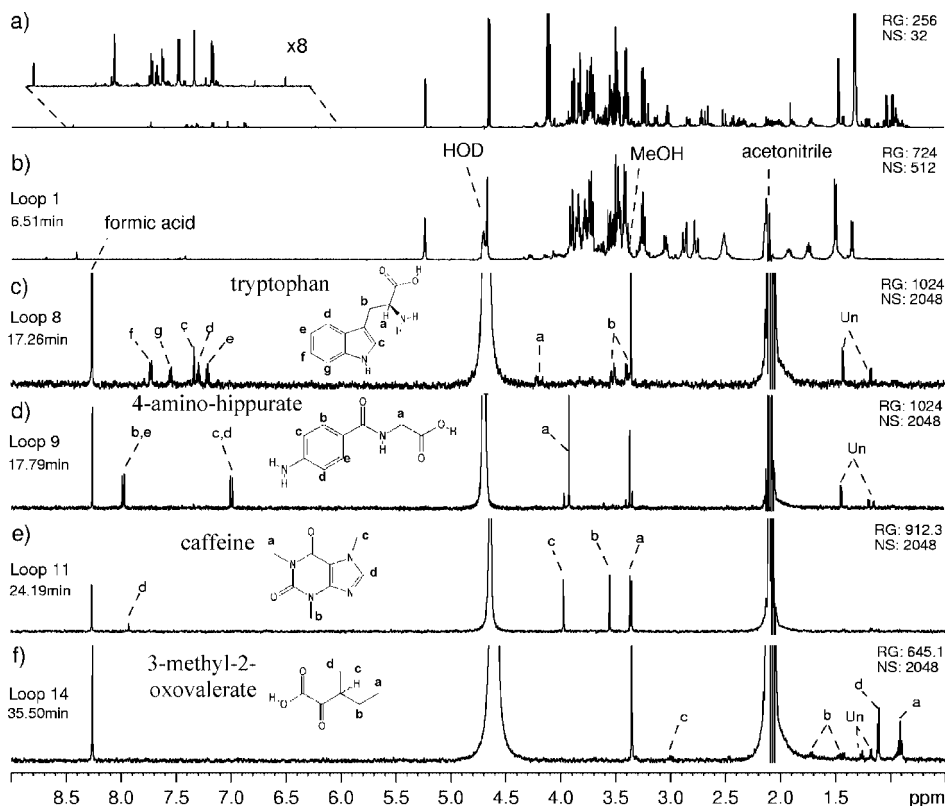 a)
x8
RG: 256
NS: 32
b)
Loop 1
6.51min
HOD
MeOH
acetonitrile
RG: 724
NS: 512
formic acid
c)
Loop 8
17.26min
tryptophan
RG: 1024
NS: 2048
f g c d e
a b Un
O H O b d a N H e c f g N H
d)
Loop 9
17.79min
4-amino-hippurate
RG: 1024
NS: 2048
b,e c,d a Un
b O a c N H O O H H N H d e
e)
Loop 11
24.19min
caffeine
RG: 912.3
NS: 2048
d c b a
O a c N N d O N N b
f)
Loop 14
35.50min
3-methyl-2-
oxovalerate
RG: 645.1
NS: 2048
d c a O H H O O b
c b Un d a
8.5 8.0 7.5 7.0 6.5 6.0 5.5 5.0 4.5 4.0 3.5 3.0 2.5 2.0 1.5 1.0 ppm